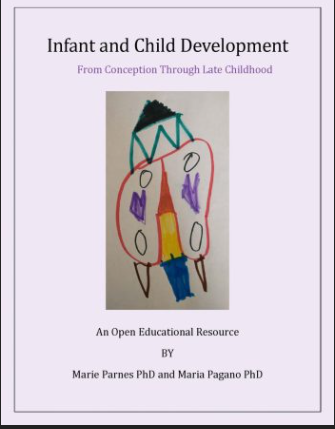 Infant and Child Development
From Conception Through Late Childhood
An Open Educational Resource
BY
Marie Parnes PhD and Maria Pagano PhD